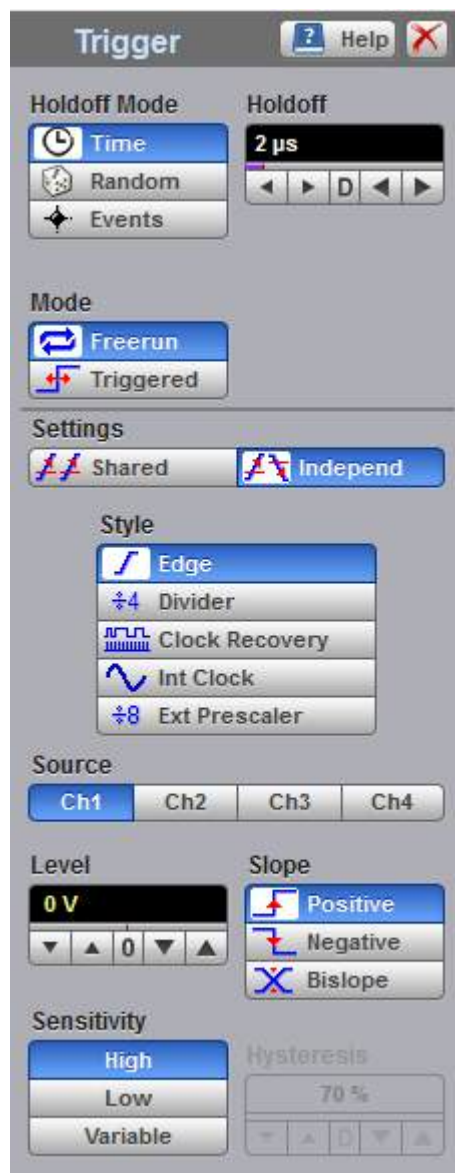 Trigger ? Help
Holdoff Mode Holdoff
Time 2 µs
Random D
Events
Mode
Freerun
Triggered
Settings
Shared Independ
Style
Edge
÷4 Divider
Clock Recovery
Int Clock
÷8 Ext Prescaler
Source
Ch1 Ch2 Ch3 Ch4
Level Slope
0 V Positive
0 Negative
Bislope
Sensitivity
High Hysteresis
Low 70 %
Variable D